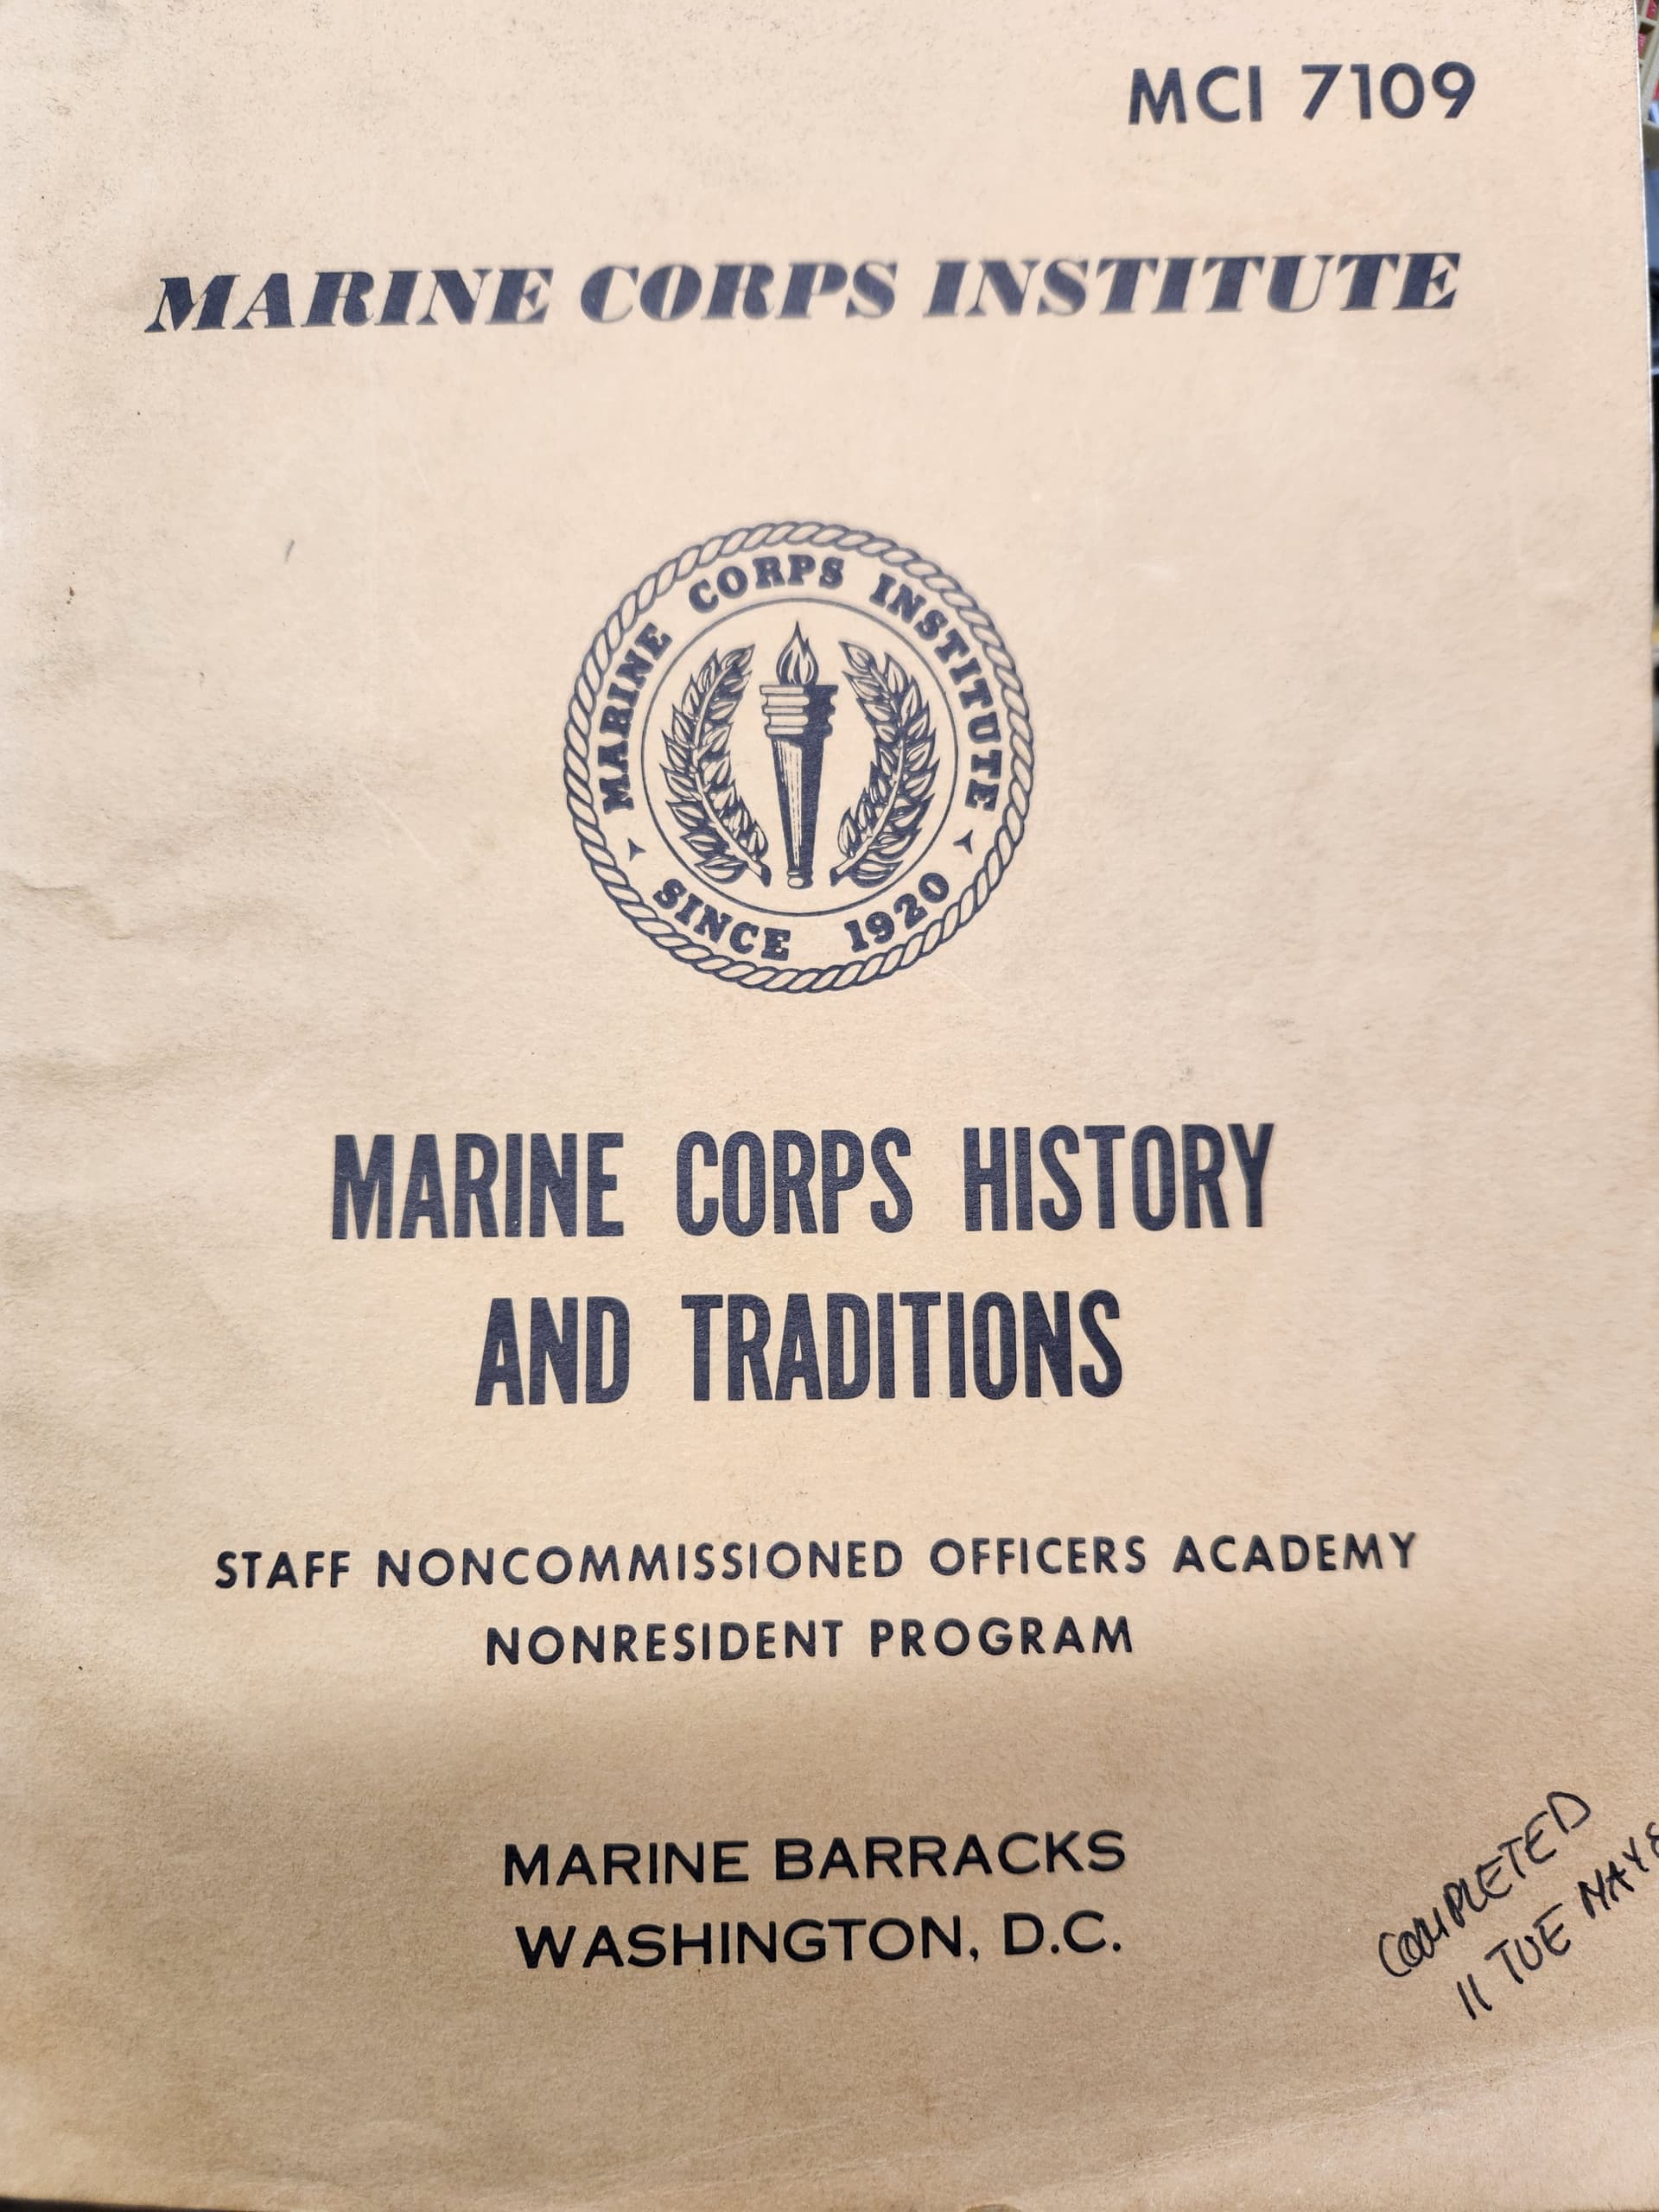 MCI 7109
MARINE CORPS INSTITUTE
MARINE CORPS INSTITUTE
SINCE 1920
MARINE CORPS HISTORY
AND TRADITIONS
STAFF NONCOMMISSIONED OFFICERS ACADEMY
NONRESIDENT PROGRAM
MARINE BARRACKS
WASHINGTON, D.C.
COMPLETED
11 TUE MAY